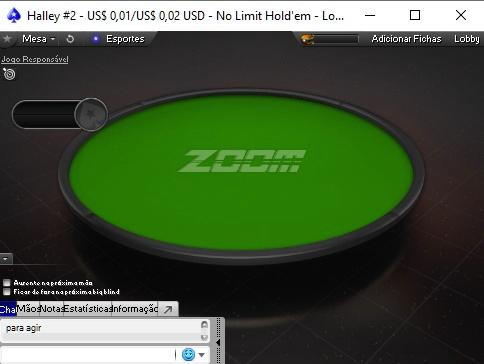 Halley #2 - US$ 0,01/US$ 0,02 USD - No Limit Hold'em - Lo...
Mesa
Esportes
Adicionar Fichas
Lobby
Jogo Responsável
ZOOM
Ausente na próxima mão
Ficar de fora na próxima big blind
Cha
Mãos
Notas
Estatísticas
Informação
para agir